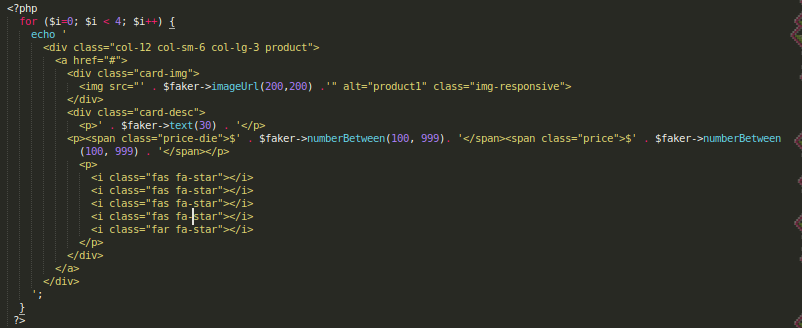 <?php
for ($i=0; $i < 4; $i++) {
echo '
<div class="col-12 col-sm-6 col-lg-3 product">
<a href="#">
<div class="card-img">
<img src="' . $faker->imageUrl(200,200) .'" alt="product1" class="img-responsive">
</div>
<div class="card-desc">
<p>' . $faker->text(30) . '</p>
<p><span class="price-die">$' . $faker->numberBetween(100, 999). '</span><span class="price">$' . $faker->numberBetween
(100, 999) . '</span></p>
<p>
<i class="fas fa-star"></i>
<i class="fas fa-star"></i>
<i class="fas fa-star"></i>
<i class="fas fa-star"></i>
<i class="far fa-star"></i>
</p>
</div>
</a>
</div>
';
}
?>